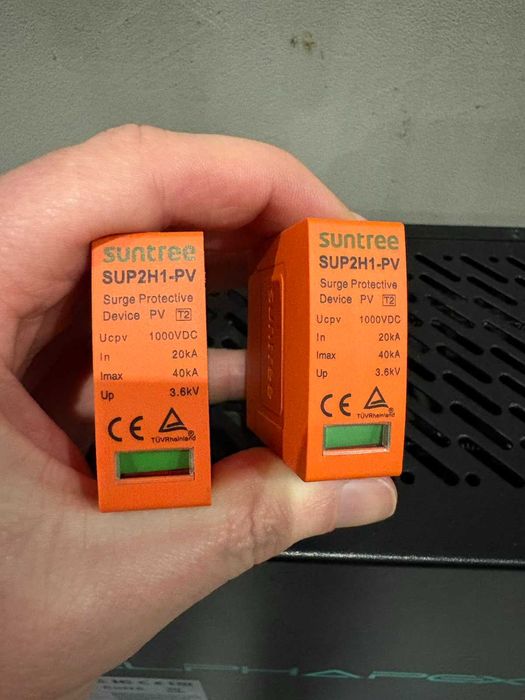 suntree
SUP2H1-PV
Surge Protective
Device PV T2
Ucpv 1000VDC
In 20kA
Imax 40kA
Up 3.6kV
CE
TÜVRheinland®
suntree
SUP2H1-PV
Surge Protective
Device PV T2
Ucpv 1000VDC
In 20kA
Imax 40kA
Up 3.6kV
CE
TÜVRheinland®
suntree
LPHAPEX